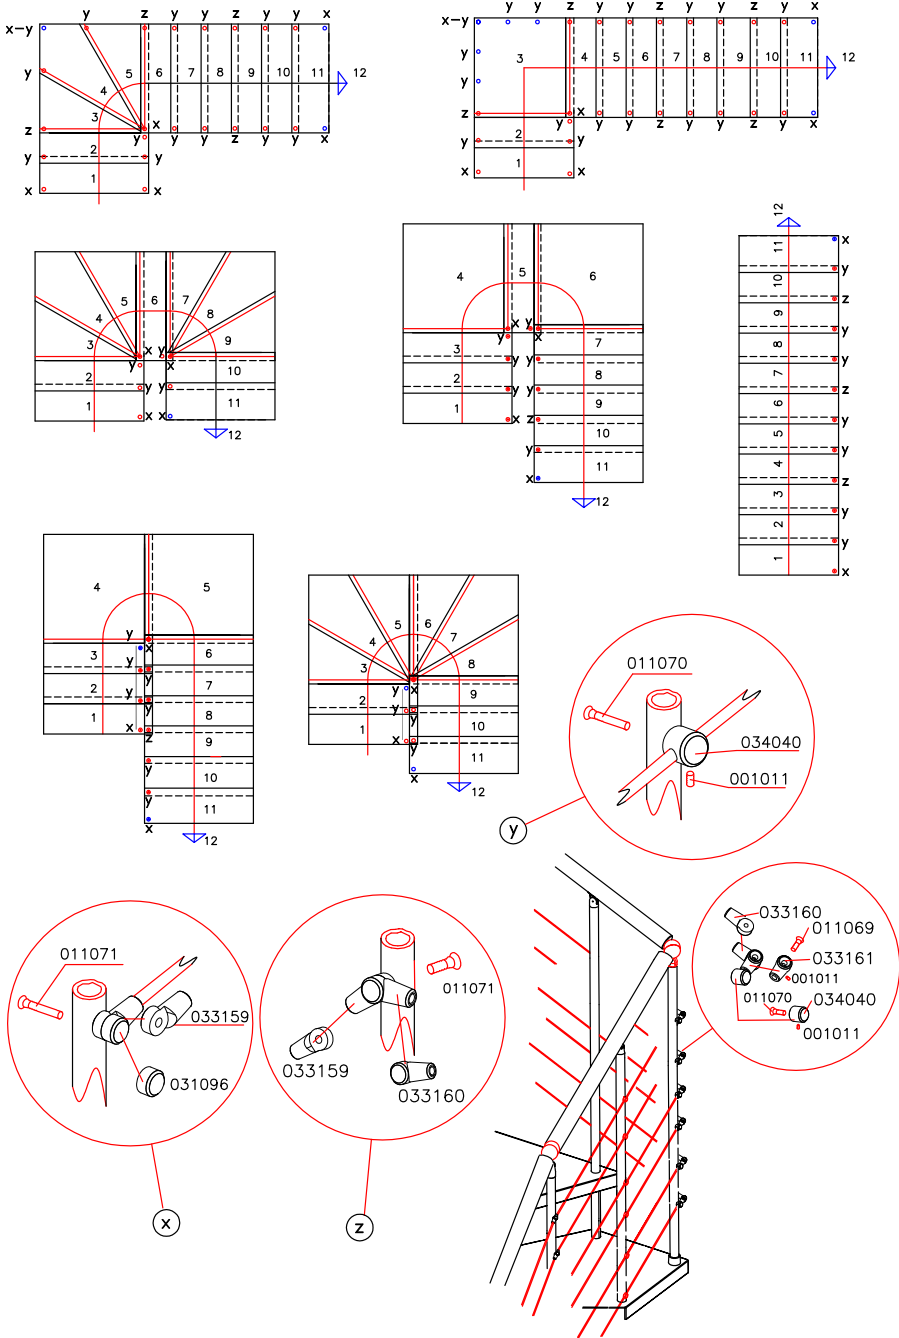 y z y y z y y x
x-y
12
y
5 6 7 8 9 10 11
4
3
x
z
y y y z y y x
2
y y
1
x x
y y z y y z y y x
x-y
12
y
3 4 5 6 7 8 9 10 11
y
z x
y y y z y y z y x
2
y y
1
x x
5 6 7
4 8
3 9
x y
y x
2 10
y
1 11
x x
12
4 5 6
x y
x
3 7
y
2 8
y y
1 9
x z
10
y
11
x
12
12
11
x
y
10
z
9
y
8
y
7
z
6
y
5
y
4
z
3
y
2
y
1
x
4 5
y
x
3 6
y
y
2 7
y
y
1 8
x
z
9
y
10
y
11
x
12
5 6
4 7
3 8
y x
2 9
y
y
1 10
x
y
11
x
12
011070
034040
001011
y
011071
033159
031096
x
011071
033159
033160
z
033160
011069
033161
001011
011070
034040
001011